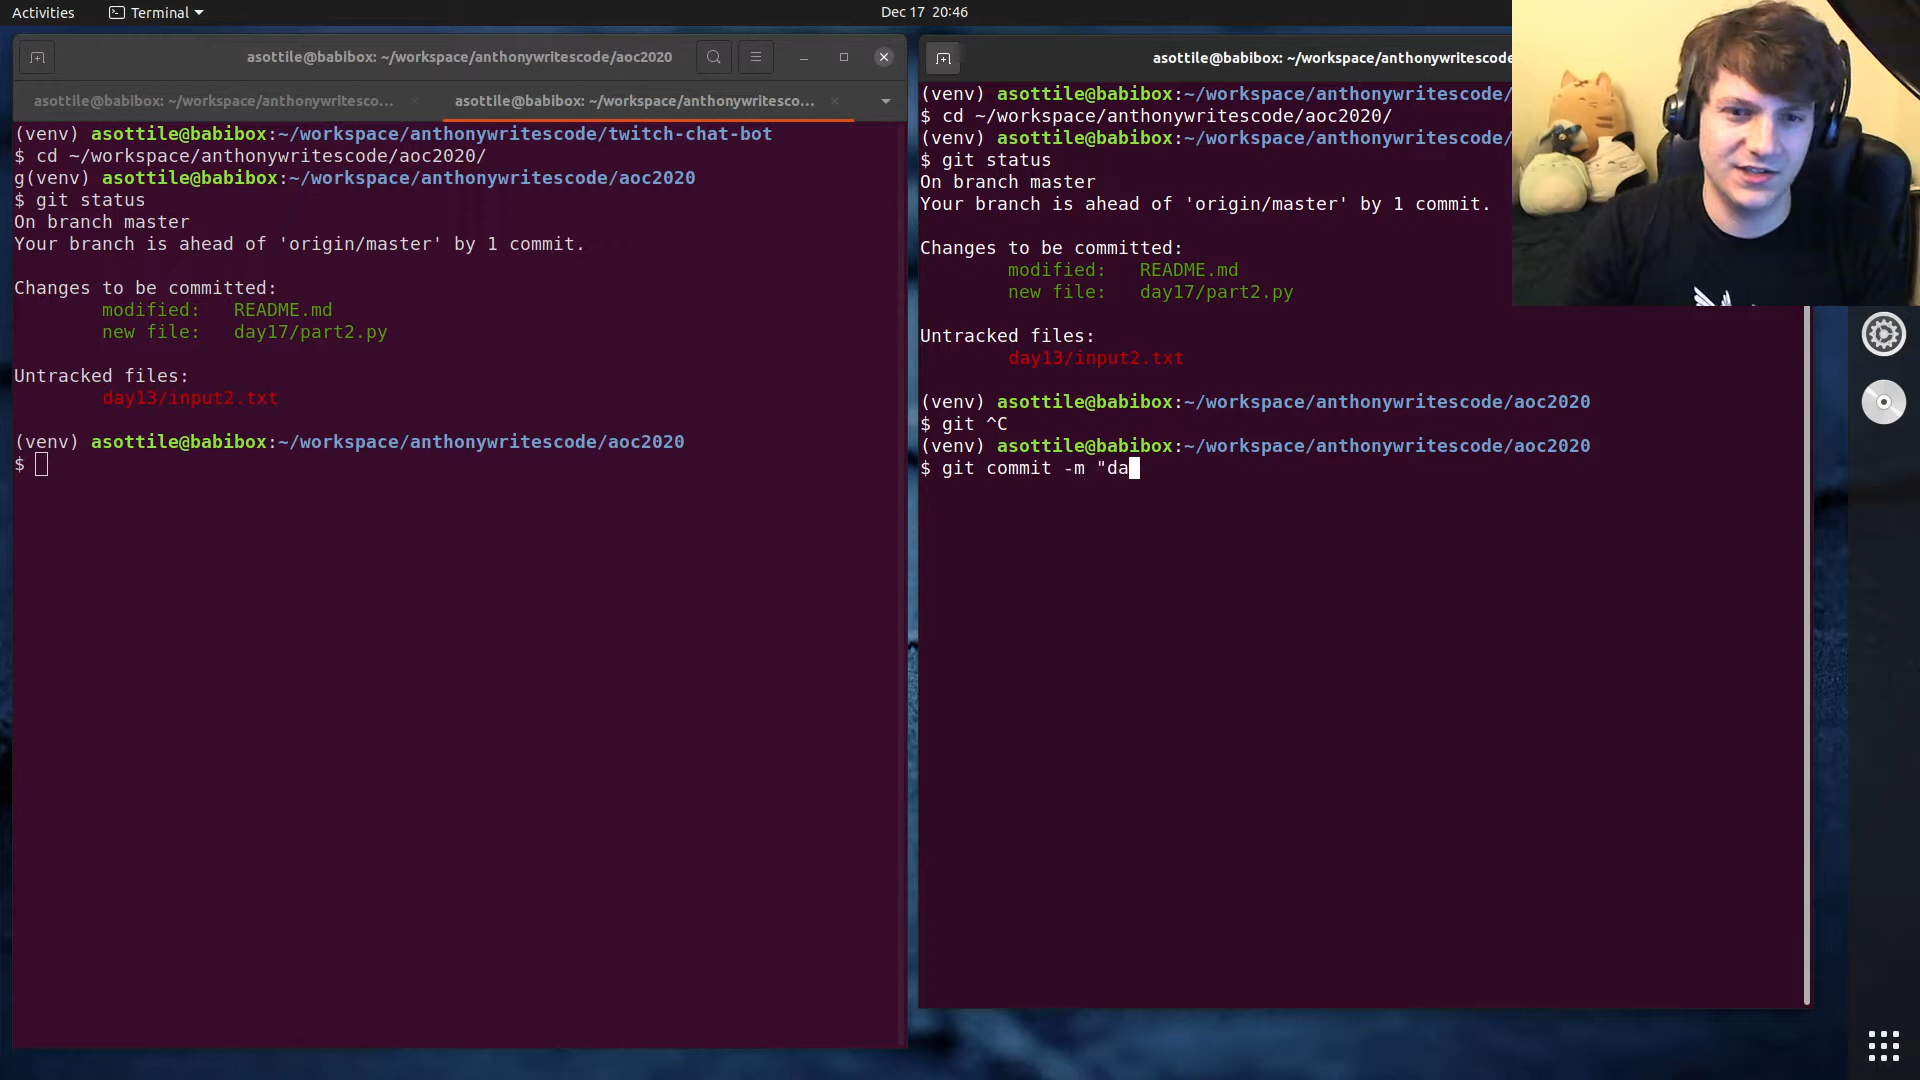 Activities
Terminal
Dec 17 20:46
asottile@babibox: ~/workspace/anthonywritescode/aoc2020
asottile@babibox: ~/workspace/anthonywritesco...
asottile@babibox: ~/workspace/anthonywritesco...
(venv) asottile@babibox:~/workspace/anthonywritescode/twitch-chat-bot
$ cd ~/workspace/anthonywritescode/aoc2020/
g(venv) asottile@babibox:~/workspace/anthonywritescode/aoc2020
$ git status
On branch master
Your branch is ahead of 'origin/master' by 1 commit.
Changes to be committed:
modified:   README.md
new file:   day17/part2.py
Untracked files:
day13/input2.txt
(venv) asottile@babibox:~/workspace/anthonywritescode/aoc2020
$
asottile@babibox: ~/workspace/anthonywritescode
(venv) asottile@babibox:~/workspace/anthonywritescode/
$ cd ~/workspace/anthonywritescode/aoc2020/
(venv) asottile@babibox:~/workspace/anthonywritescode/
$ git status
On branch master
Your branch is ahead of 'origin/master' by 1 commit.
Changes to be committed:
modified:   README.md
new file:   day17/part2.py
Untracked files:
day13/input2.txt
(venv) asottile@babibox:~/workspace/anthonywritescode/aoc2020
$ git ^C
(venv) asottile@babibox:~/workspace/anthonywritescode/aoc2020
$ git commit -m "da